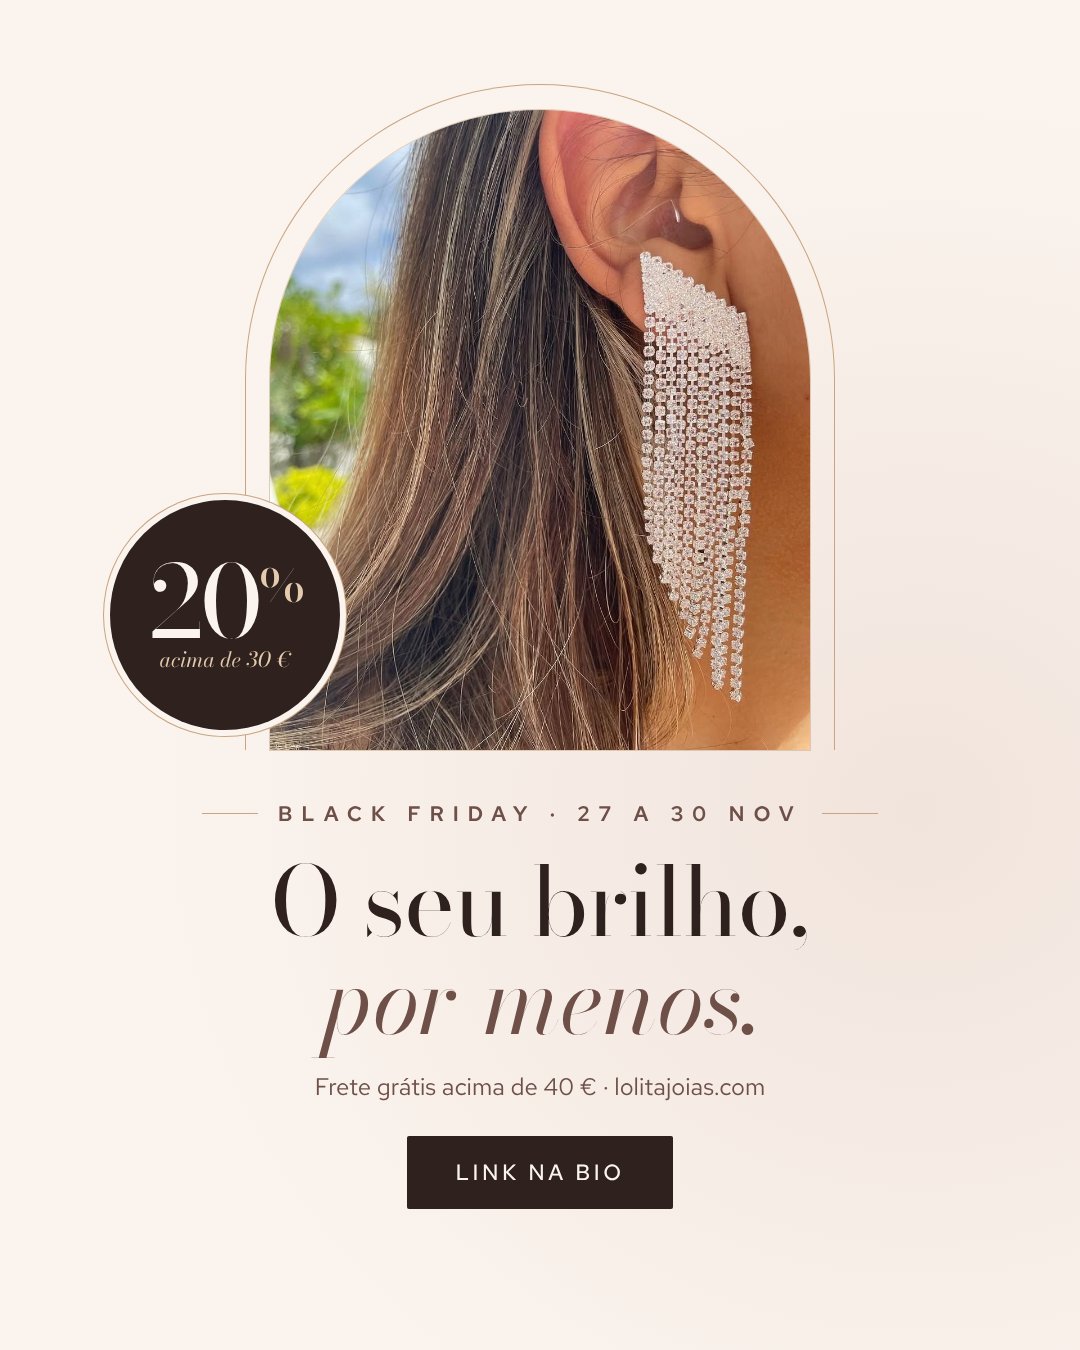 20%
acima de 30 €
BLACK FRIDAY · 27 A 30 NOV
O seu brilho,
por menos.
Frete grátis acima de 40 € · lolitajoias.com
LINK NA BIO